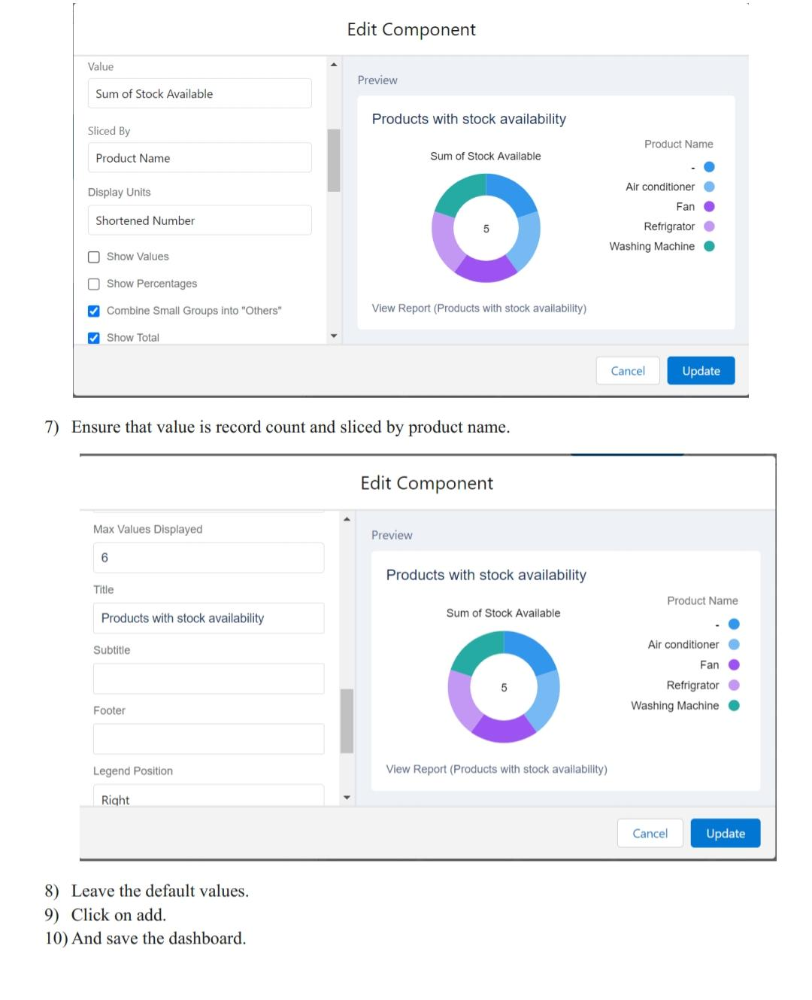 Edit Component
Value
Sum of Stock Available
Sliced By
Product Name
Display Units
Shortened Number
Show Values
Show Percentages
Combine Small Groups into "Others"
Show Total
Preview
Products with stock availability
Sum of Stock Available
5
Product Name
-
Air conditioner
Fan
Refrigrator
Washing Machine
View Report (Products with stock availability)
Cancel
Update
7) Ensure that value is record count and sliced by product name.
Edit Component
Max Values Displayed
6
Title
Products with stock availability
Subtitle
Footer
Legend Position
Right
Preview
Products with stock availability
Sum of Stock Available
5
Product Name
-
Air conditioner
Fan
Refrigrator
Washing Machine
View Report (Products with stock availability)
Cancel
Update
8) Leave the default values.
9) Click on add.
10) And save the dashboard.